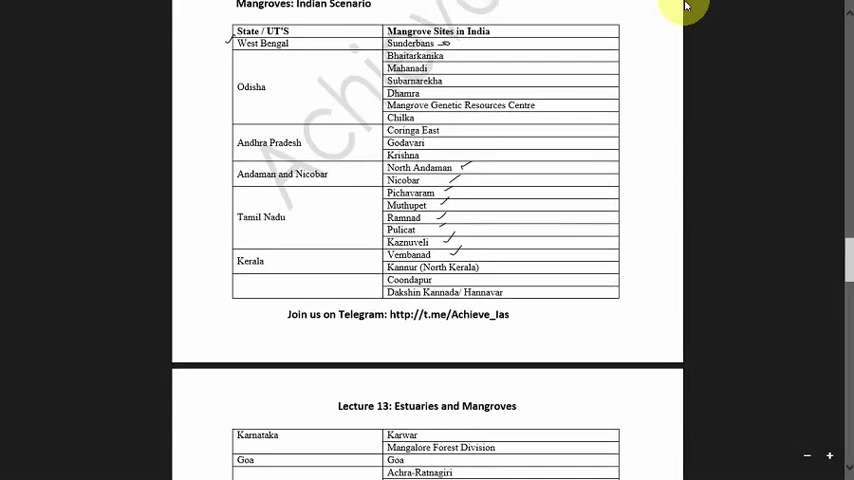 Mangroves: Indian Scenario
State / UT'S Mangrove Sites in India
West Bengal Sunderbans
Bhaitarkanika
Mahanadi
Subarnarekha
Odisha
Dhamra
Mangrove Genetic Resources Centre
Chilka
Coringa East
Andhra Pradesh Godavari
Krishna
Andaman and Nicobar North Andaman
Nicobar
Pichavaram
Muthupet
Tamil Nadu Ramnad
Pulicat
Kaznuveli
Kerala Vembanad
Kannur (North Kerala)
Coondapur
Dakshin Kannada/ Hannavar
Achiev
Join us on Telegram: http://t.me/Achieve_Ias
Lecture 13: Estuaries and Mangroves
Karnataka Karwar
Mangalore Forest Division
Goa Goa
Achra-Ratnagiri